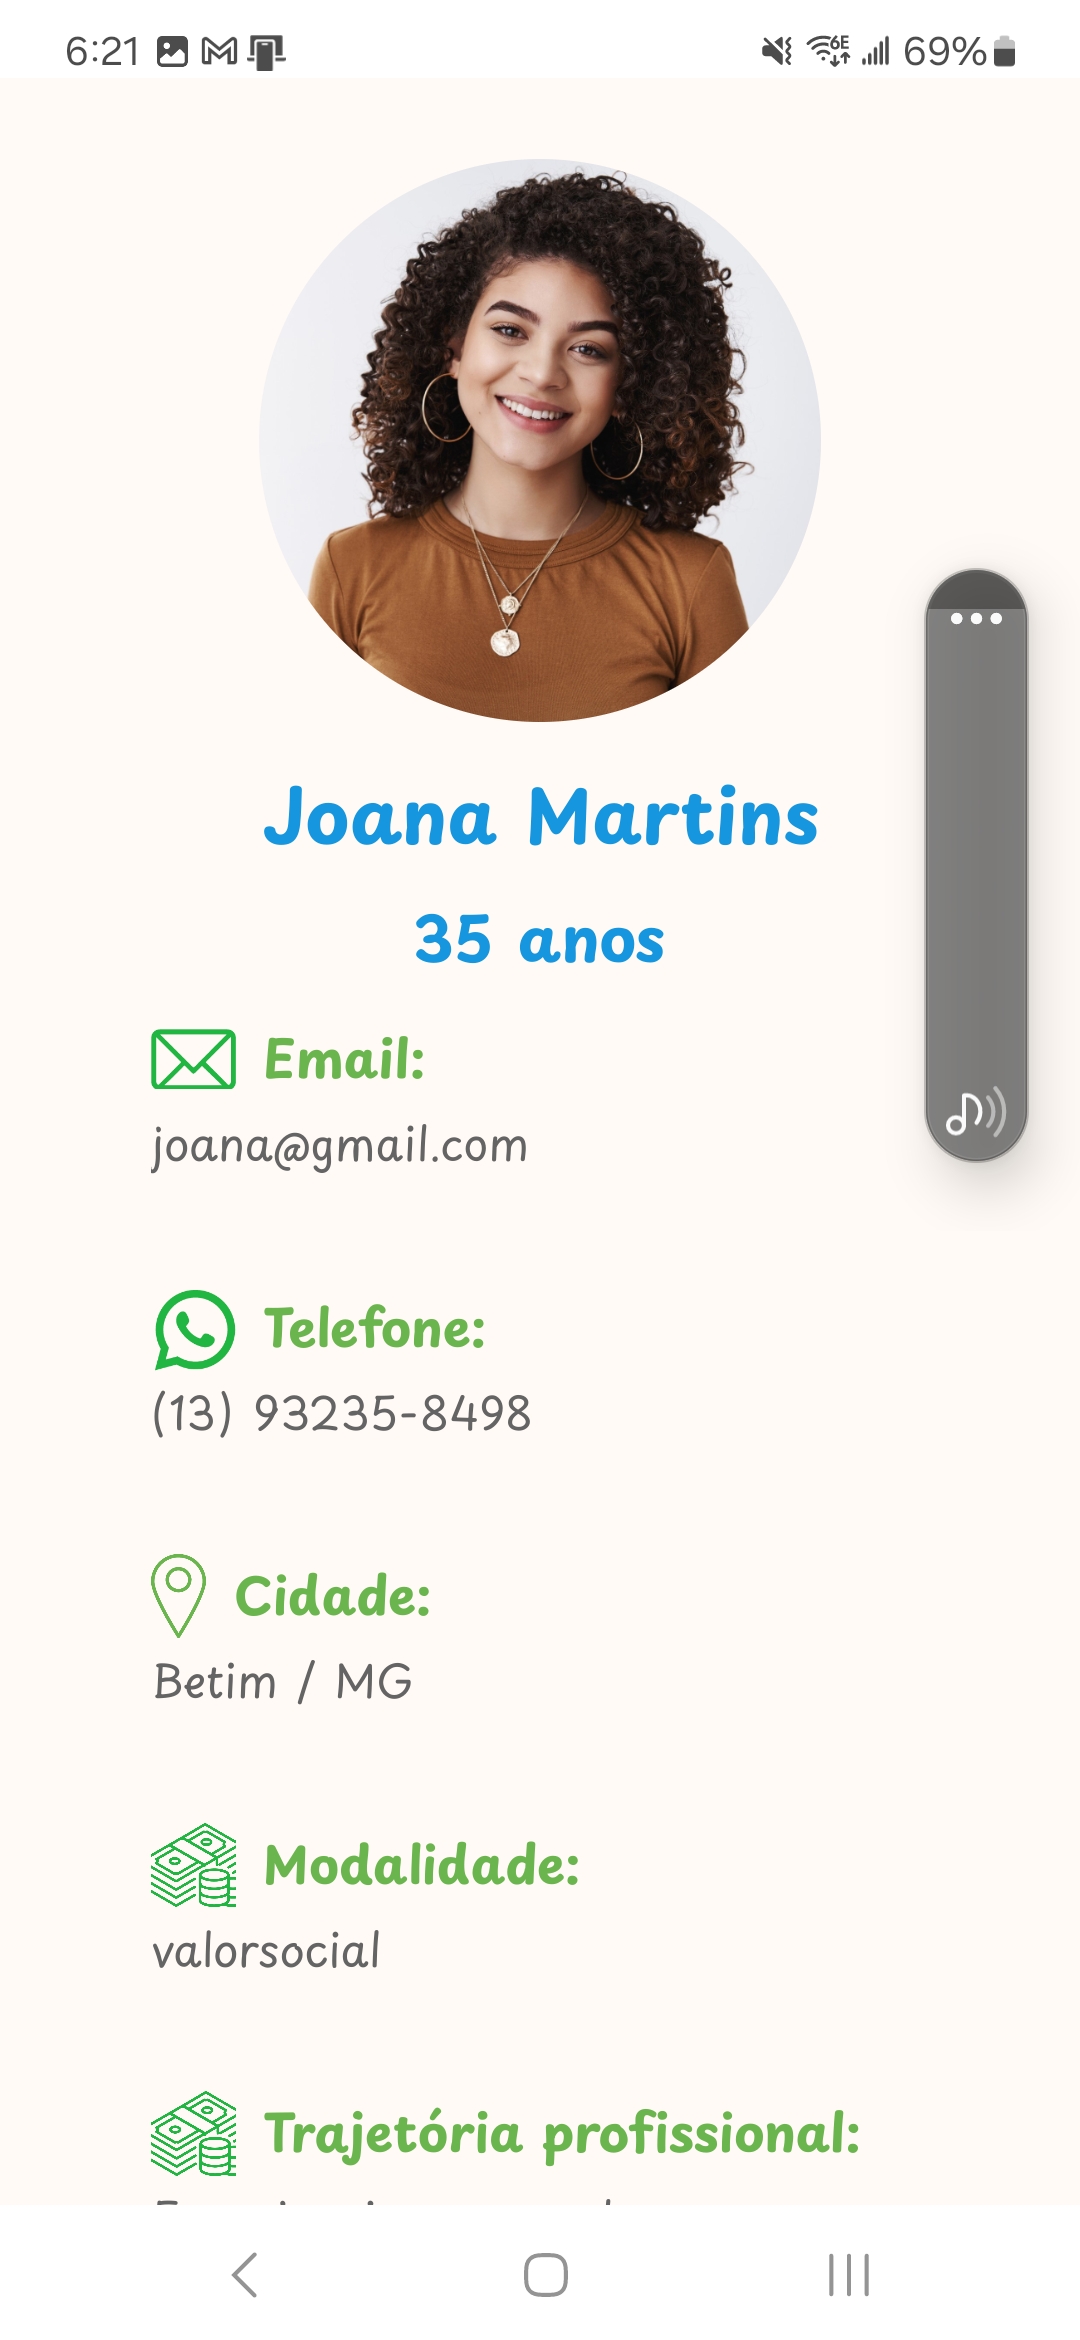 6:21 6E 69%
Joana Martins
35 anos
Email:
joana@gmail.com
Telefone:
(13) 93235-8498
Cidade:
Betim / MG
Modalidade:
valorsocial
Trajetória profissional: